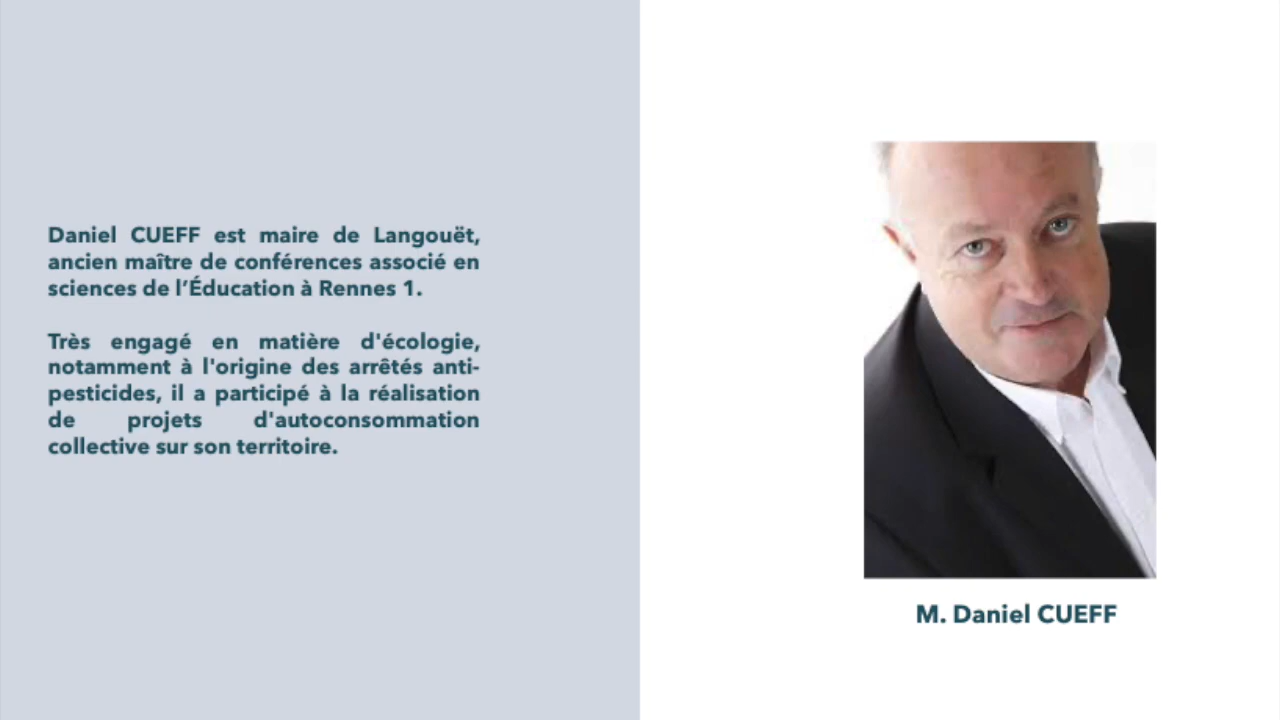 Daniel CUEFF est maire de Langouët,
ancien maître de conférences associé en
sciences de l’Éducation à Rennes 1.
Très engagé en matière d'écologie,
notamment à l'origine des arrêtés anti-
pesticides, il a participé à la réalisation
de projets d'autoconsommation
collective sur son territoire.
M. Daniel CUEFF